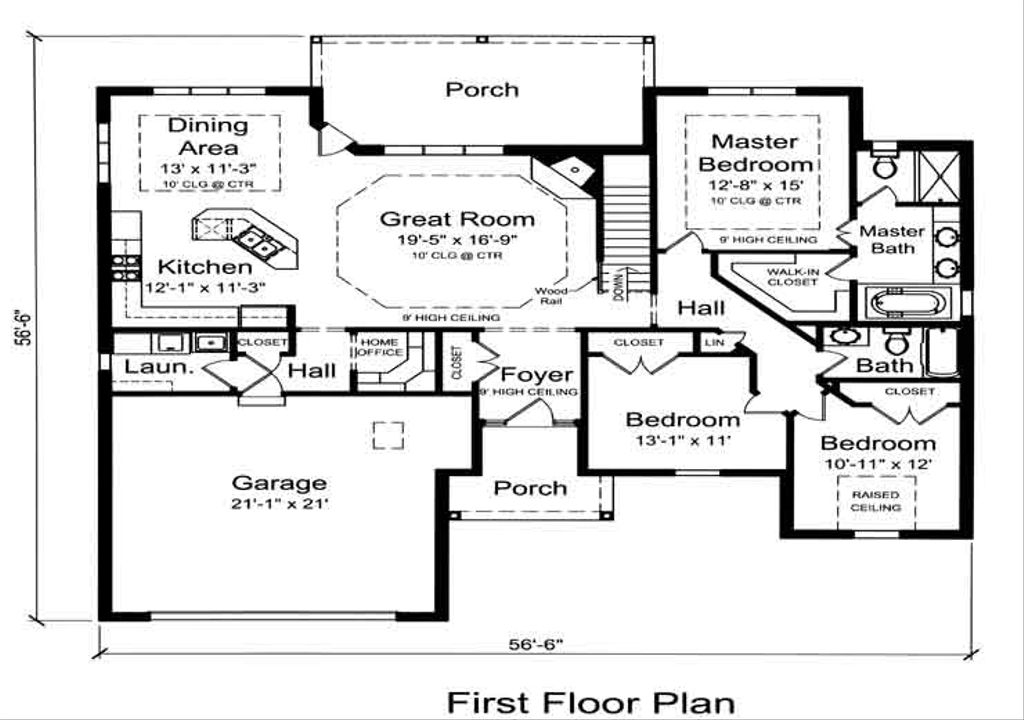 Porch
Dining
Area
13' x 11'-3"
10' CLG @ CTR
Master
Bedroom
12'-8" x 15'
10' CLG @ CTR
9' HIGH CEILING
Great Room
19'-5" x 16'-9"
10' CLG @ CTR
Master
Bath
Kitchen
12'-1" x 11'-3"
WALK-IN
CLOSET
Wood
Rail
DOWN
Hall
9' HIGH CEILING
56'-6"
Laun.
CLOSET
Hall
HOME
OFFICE
CLOSET
Foyer
9' HIGH CEILING
CLOSET
LIN
Bath
CLOSET
Bedroom
13'-1" x 11'
Bedroom
10'-11" x 12'
RAISED
CEILING
Garage
21'-1" x 21'
Porch
56'-6"
First Floor Plan